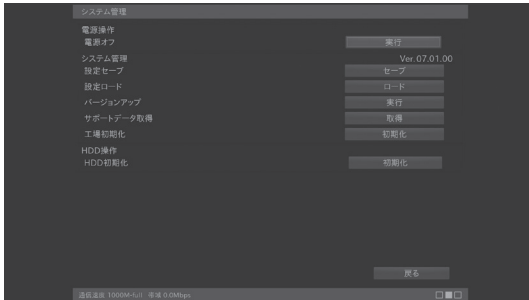 システム管理
電源操作
電源オフ 実行
システム管理 Ver.07.01.00
設定セーブ セーブ
設定ロード ロード
バージョンアップ 実行
サポートデータ取得 取得
工場初期化 初期化
HDD操作
HDD初期化 初期化
戻る
通信速度 1000M-full 帯域 0.0Mbps